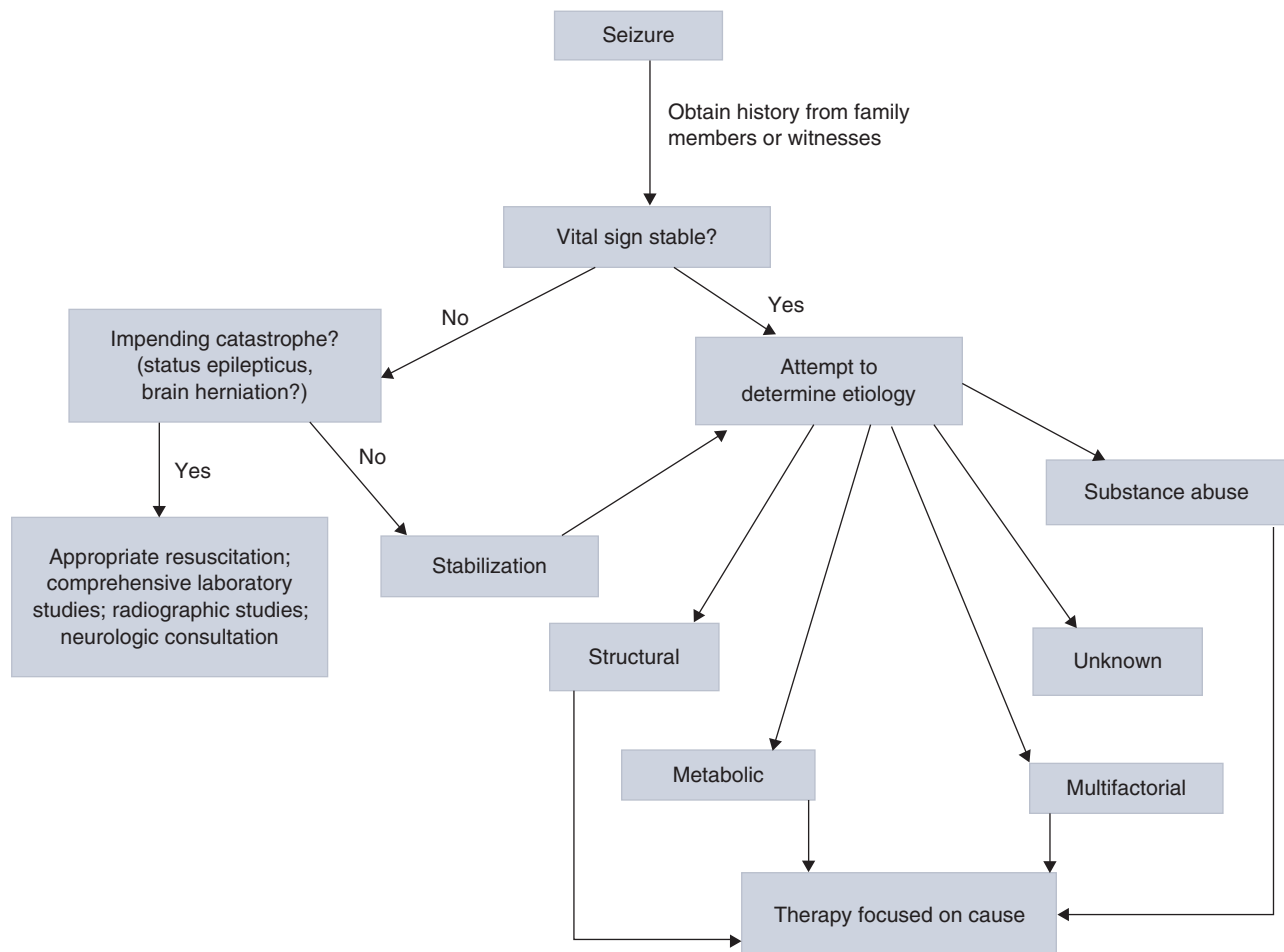 Seizure
Obtain history from family
members or witnesses
Vital sign stable?
No
Yes
Impending catastrophe?
(status epilepticus,
brain herniation?)
Attempt to
determine etiology
Yes
No
Substance abuse
Appropriate resuscitation;
comprehensive laboratory
studies; radiographic studies;
neurologic consultation
Stabilization
Structural
Unknown
Metabolic
Multifactorial
Therapy focused on cause